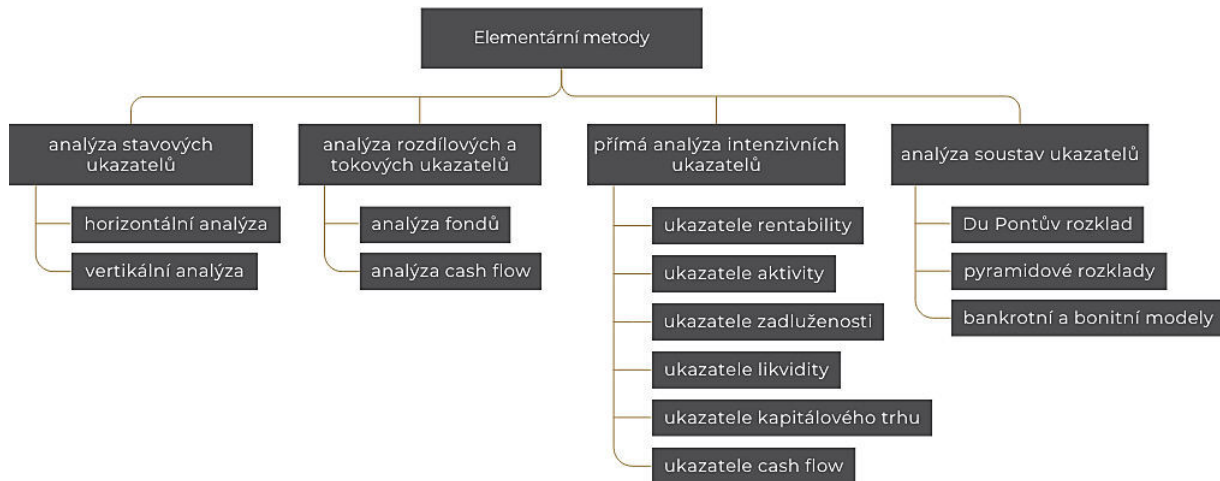 Elementární metody
analýza stavových
ukazatelů
horizontální analýza
vertikální analýza
analýza rozdílových a
tokových ukazatelů
analýza fondů
analýza cash flow
přímá analýza intenzivních
ukazatelů
ukazatele rentability
ukazatele aktivity
ukazatele zadluženosti
ukazatele likvidity
ukazatele kapitálového trhu
ukazatele cash flow
analýza soustav ukazatelů
Du Pontův rozklad
pyramidové rozklady
bankrotní a bonitní modely